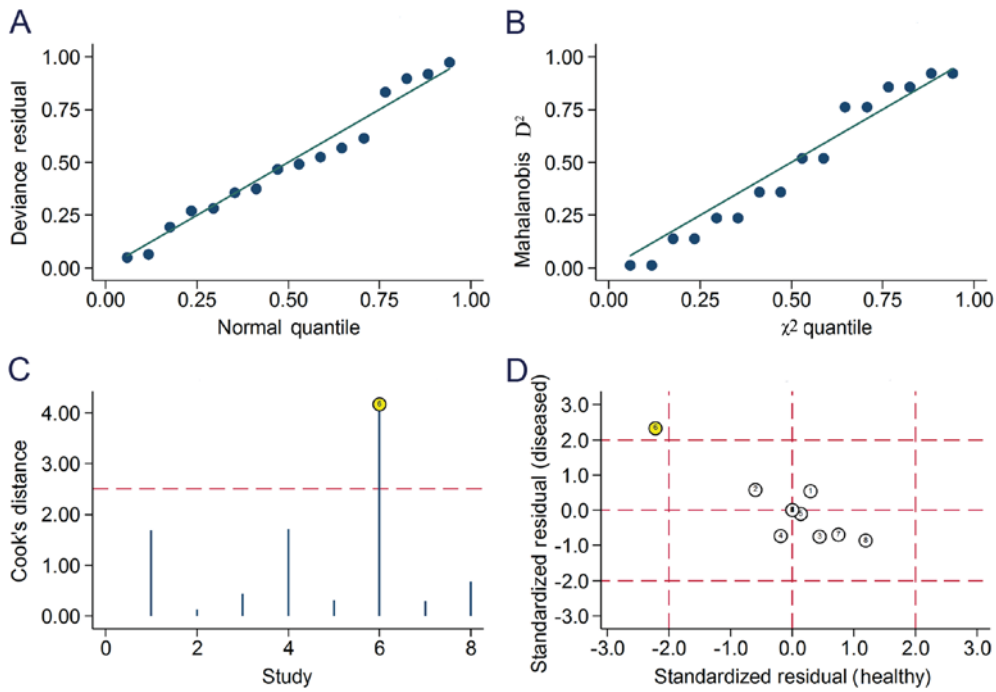 A
Deviance residual
1.00
0.75
0.50
0.25
0.00
0.00 0.25 0.50 0.75 1.00
Normal quantile
B
Mahalanobis D²
1.00
0.75
0.50
0.25
0.00
0.00 0.25 0.50 0.75 1.00
χ² quantile
C
Cook's distance
4.00
3.00
2.00
1.00
0.00
6
0 2 4 6 8
Study
D
Standardized residual (diseased)
3.0
2.0
1.0
0.0
-1.0
-2.0
-3.0
6
2
1
5
4
3
7
8
-3.0 -2.0 -1.0 0.0 1.0 2.0 3.0
Standardized residual (healthy)